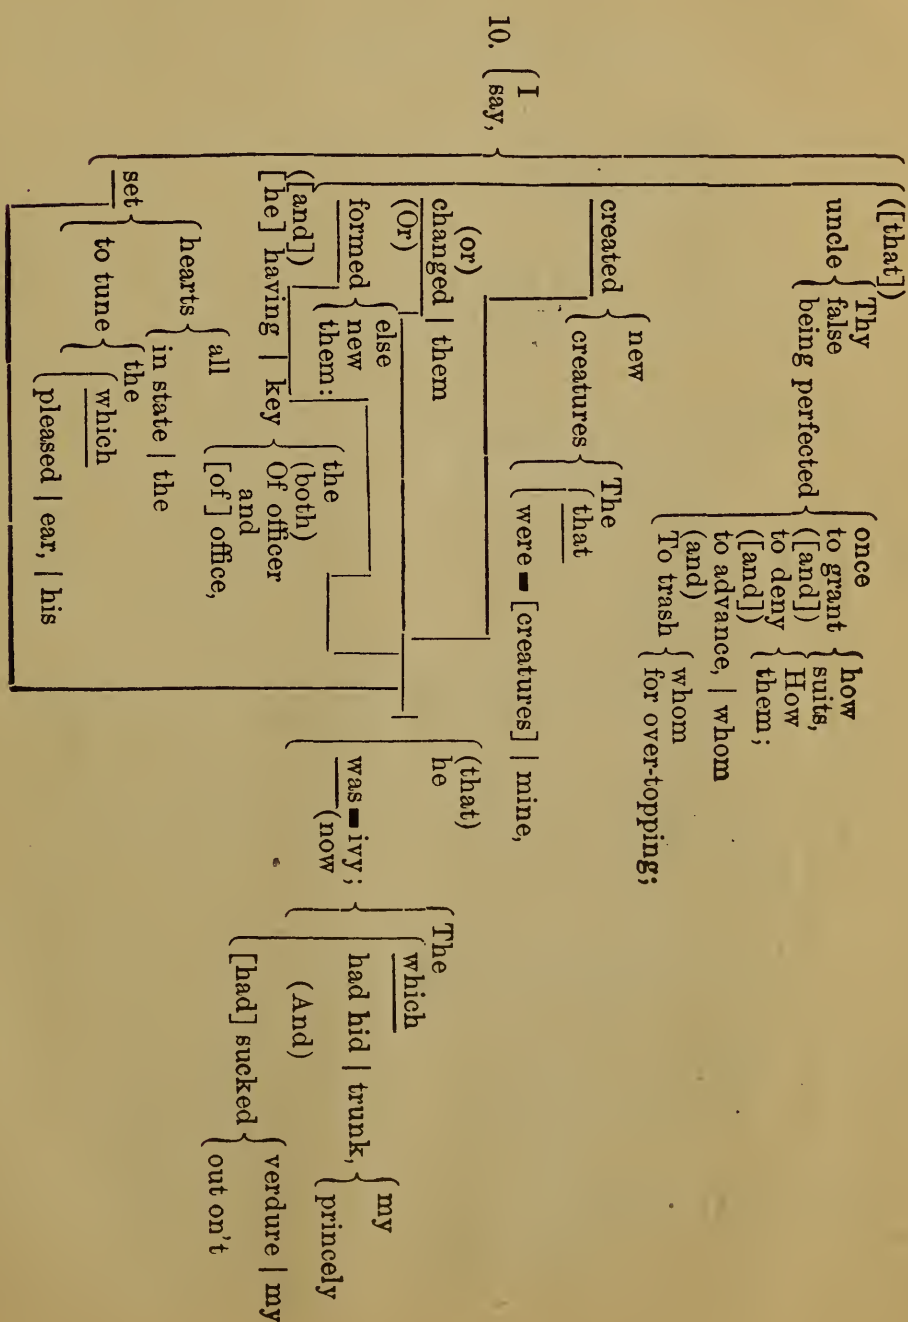 10.
I
say,
([that])
uncle
Thy
false
being perfected
once
to grant
([and])
to deny
([and])
to advance, | whom
(and)
To trash
how
suits,
How
them;
whom
for over-topping;
created
new
creatures
The
that
were = [creatures] | mine,
(or)
changed | them
(Or)
formed
else
new
them:
([and])
[he] having | key
the
(both)
Of officer
and
[of] office,
set
hearts
all
in state | the
to tune
the
which
pleased | ear, | his
(that)
he
was = ivy;
(now
The
which
had hid | trunk,
my
princely
(And)
[had] sucked
verdure | my
out on't